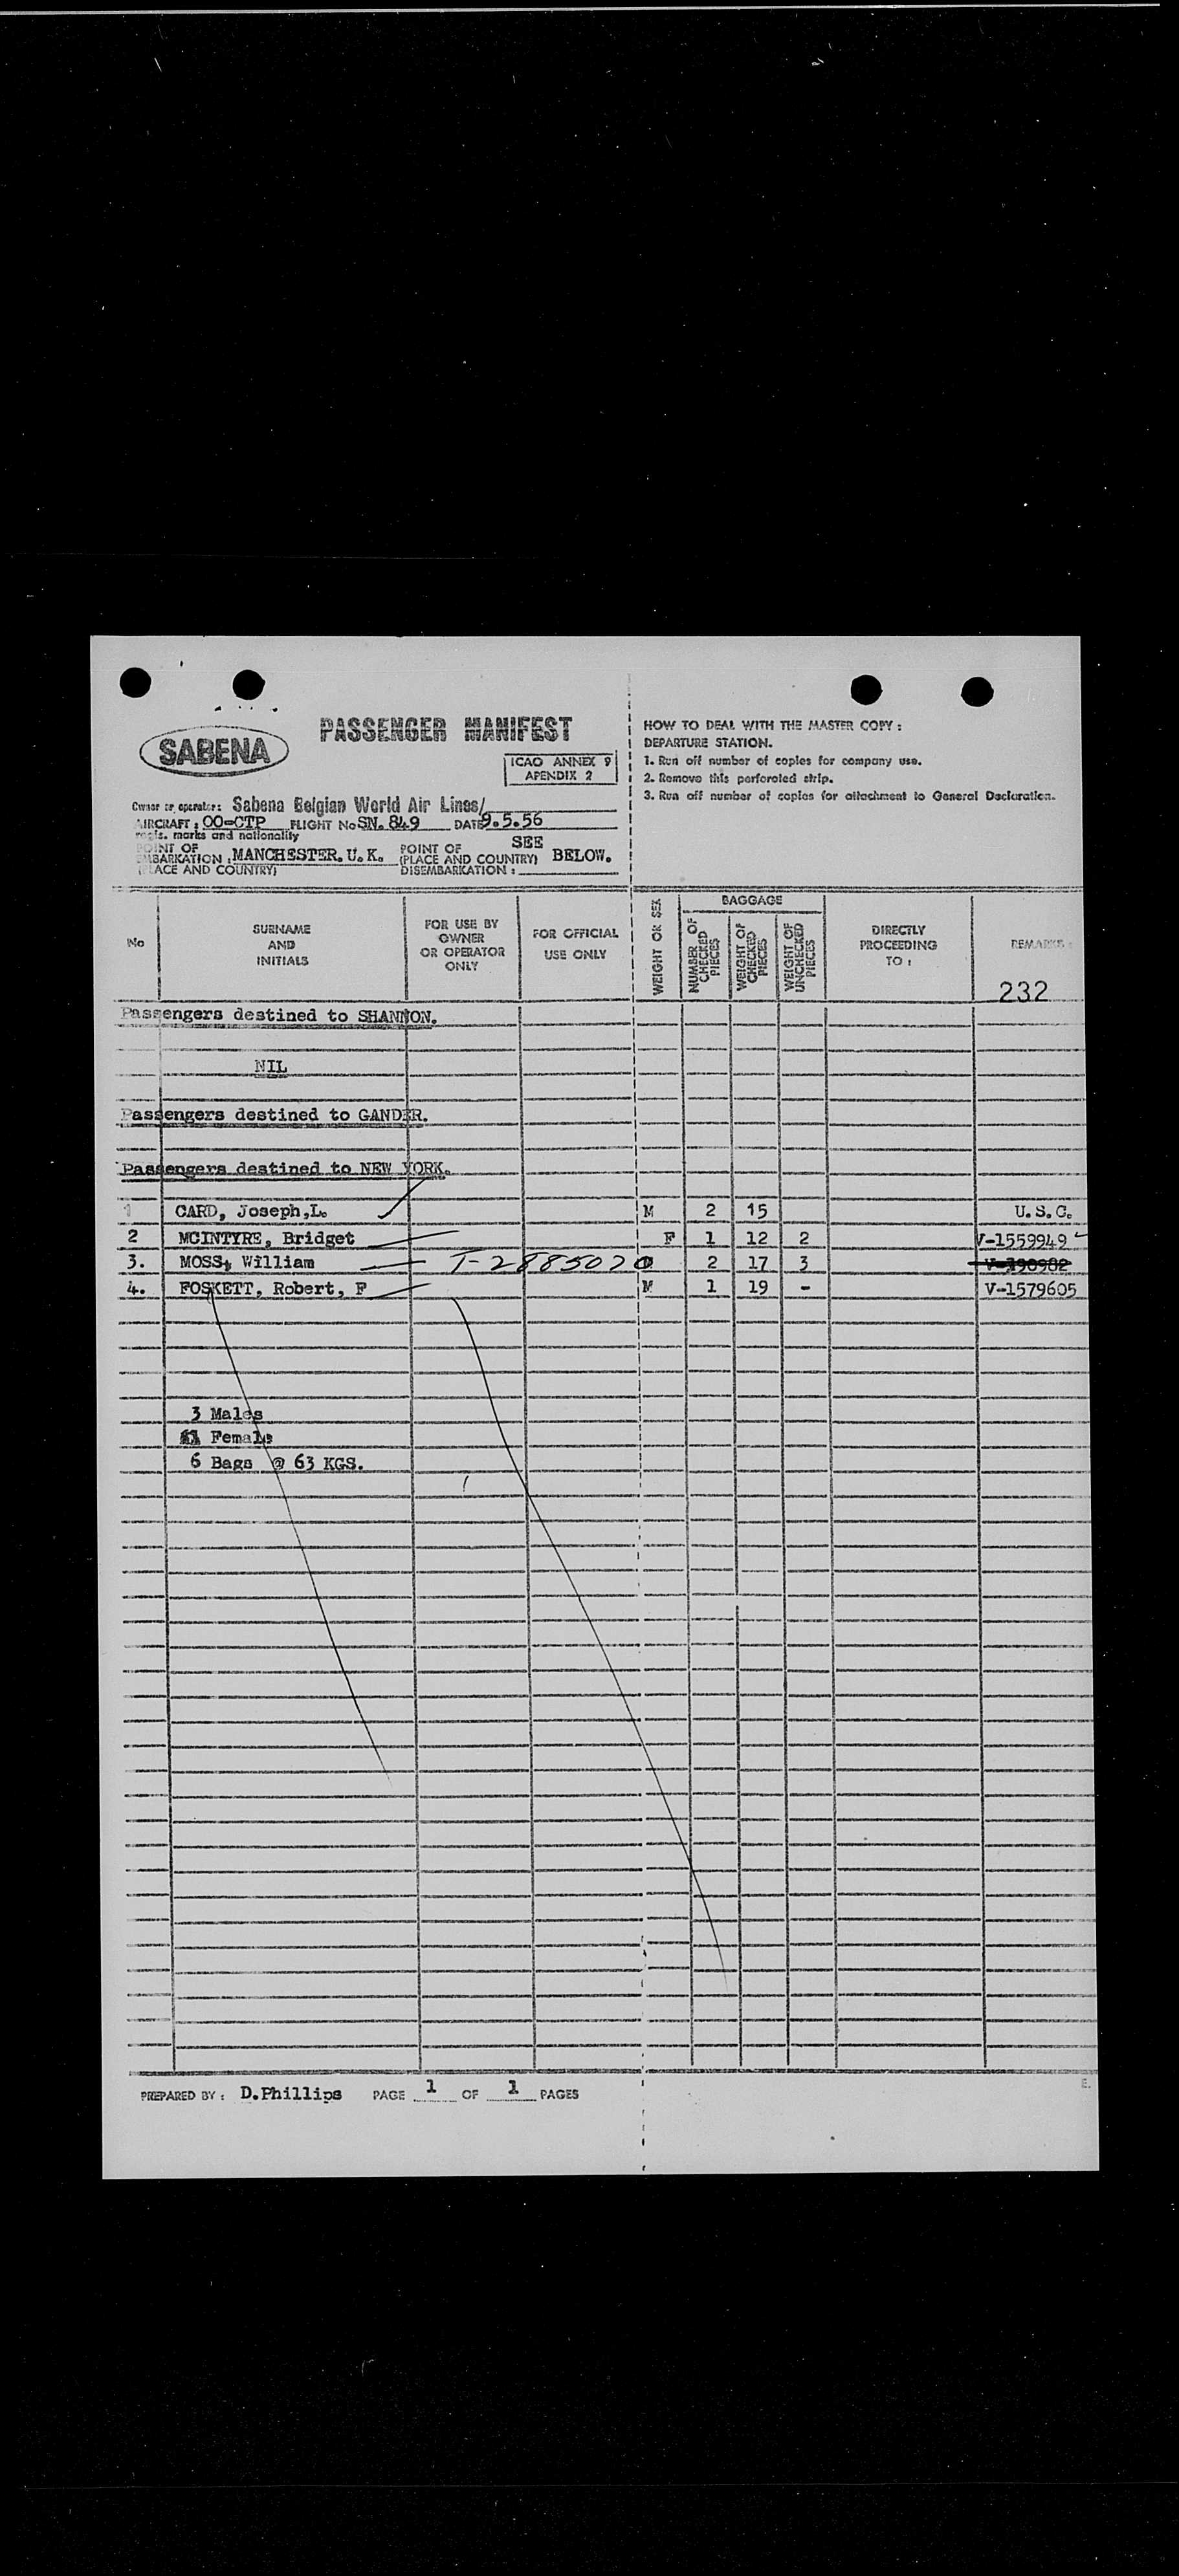 PASSENGER MANIFEST
SABENA
ICAO ANNEX 9
APENDIX 2
Owner or operator: Sabena Belgian World Air Lines/
AIRCRAFT: OO-CTP FLIGHT No SN. 849 DATE 9.5.56
regis. marks and nationality
POINT OF EMBARKATION: MANCHESTER. U. K. (PLACE AND COUNTRY)
POINT OF (PLACE AND COUNTRY) DISEMBARKATION: SEE BELOW.
HOW TO DEAL WITH THE MASTER COPY:
DEPARTURE STATION.
1. Run off number of copies for company use.
2. Remove this perforated strip.
3. Run off number of copies for attachment to General Declaration.
No
SURNAME AND INITIALS
FOR USE BY OWNER OR OPERATOR ONLY
FOR OFFICIAL USE ONLY
WEIGHT OR SEX
BAGGAGE
NUMBER OF CHECKED PIECES
WEIGHT OF CHECKED PIECES
WEIGHT OF UNCHECKED PIECES
DIRECTLY PROCEEDING TO:
REMARKS:
232
Passengers destined to SHANNON.
NIL
Passengers destined to GANDER.
Passengers destined to NEW YORK.
1 CARD, Joseph,L. M 2 15 U.S.C.
2 MCINTYRE, Bridget F 1 12 2 V-1559949
3. MOSS, William T-2885070 2 17 3 V-190982
4. FOSKETT, Robert, F M 1 19 - V-1579605
3 Males
1 Female
6 Bags @ 63 KGS.
PREPARED BY: D.Phillips PAGE 1 OF 1 PAGES
E.